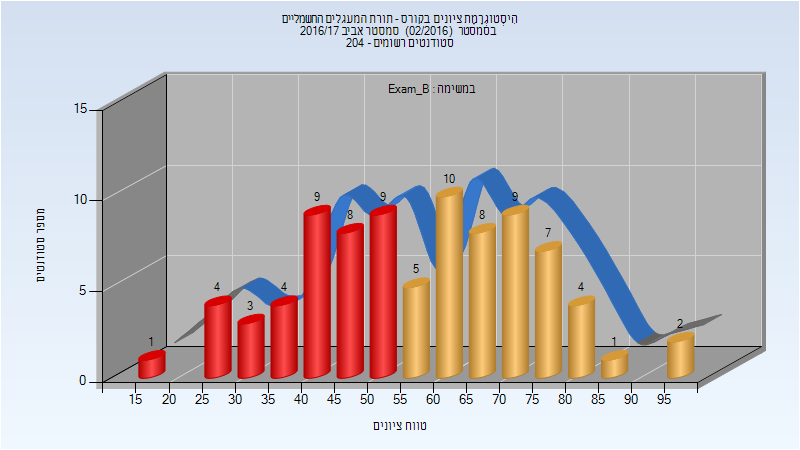 היסטוגרמת ציונים בקורס - תורת המעגלים החשמליים
בסמסטר (02/2016) סמסטר אביב 2016/17
סטודנטים רשומים - 204
במשימה : Exam_B
מספר סטודנטים
15
10
5
0
1
4
3
4
9
8
9
5
10
8
9
7
4
1
2
15 20 25 30 35 40 45 50 55 60 65 70 75 80 85 90 95
טווח ציונים